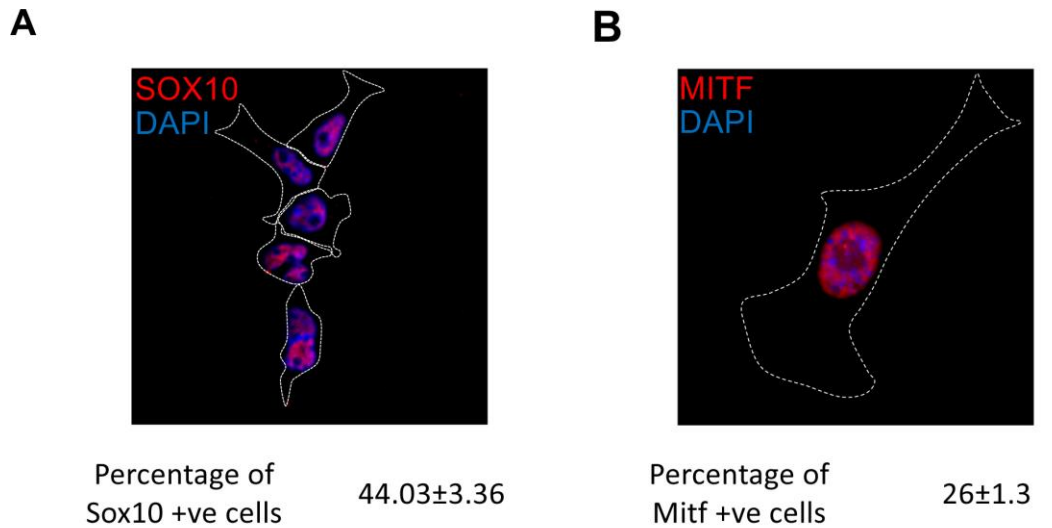 A
SOX10
DAPI
Percentage of
Sox10 +ve cells
44.03±3.36
B
MITF
DAPI
Percentage of
Mitf +ve cells
26±1.3